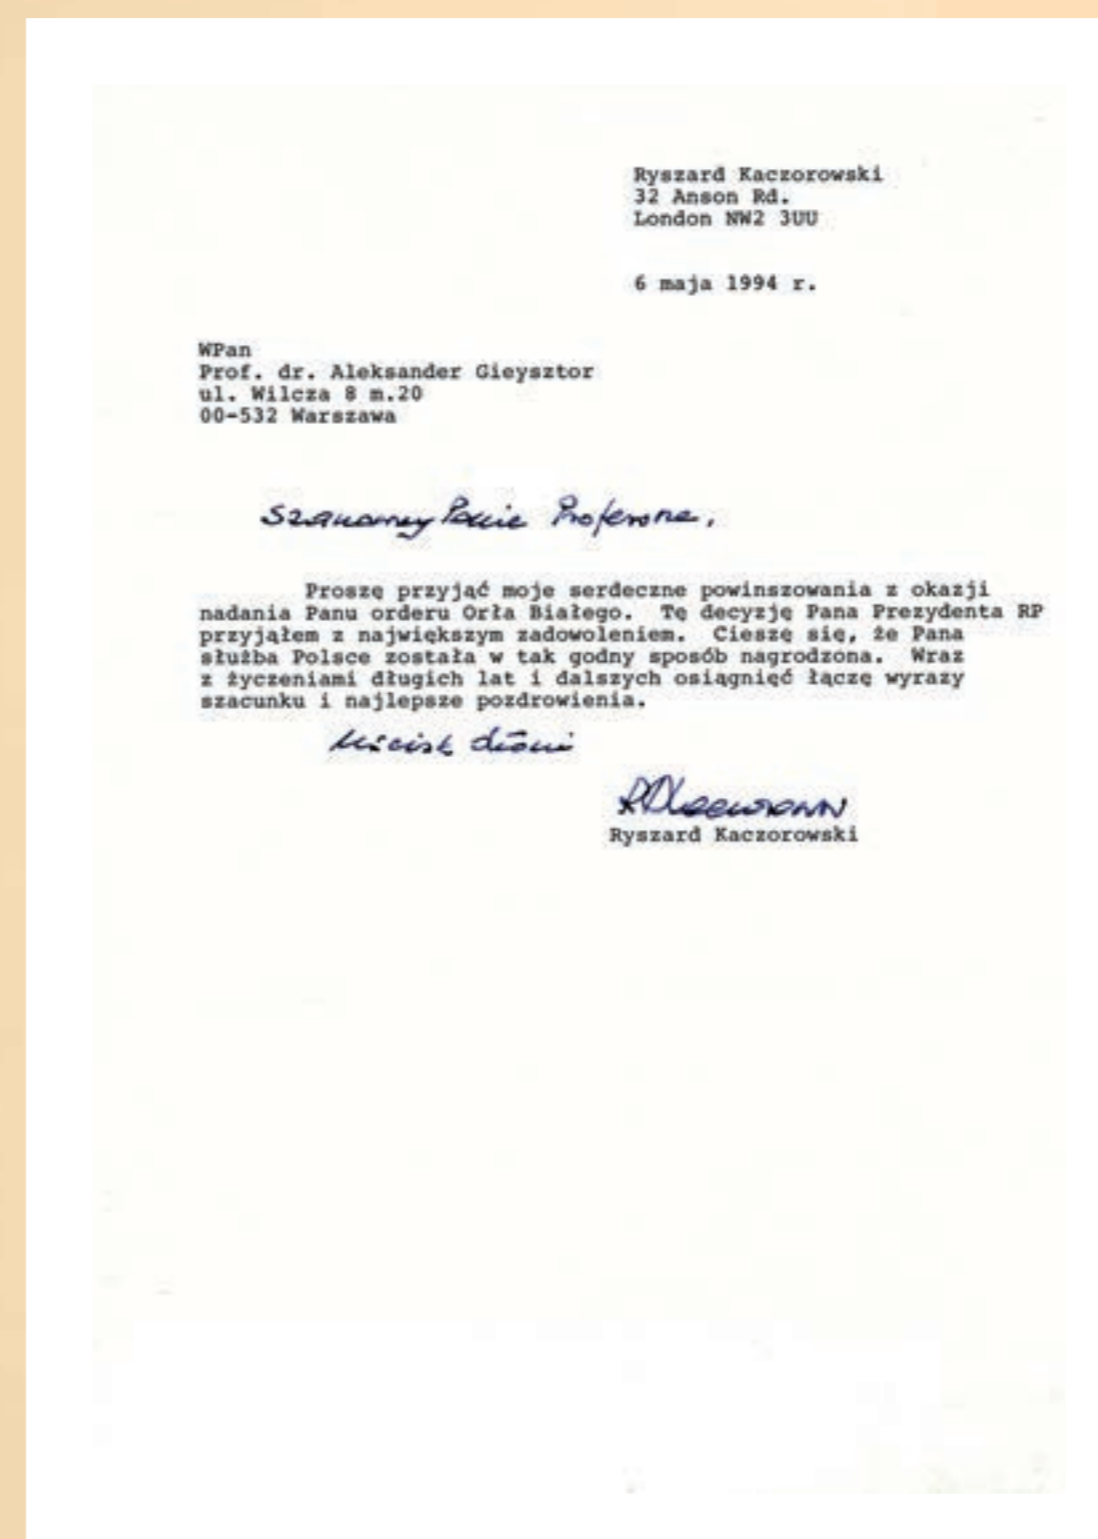 Ryszard Kaczorowski
32 Anson Rd.
London NW2 3UU
6 maja 1994 r.
WPan
Prof. dr. Aleksander Gieysztor
ul. Wilcza 8 m.20
00-532 Warszawa
Szanowny Panie Profesorze,
Proszę przyjąć moje serdeczne powinszowania z okazji
nadania Panu orderu Orła Białego. Tę decyzję Pana Prezydenta RP
przyjąłem z największym zadowoleniem. Cieszę się, że Pana
służba Polsce została w tak godny sposób nagrodzona. Wraz
z życzeniami długich lat i dalszych osiągnięć łączę wyrazy
szacunku i najlepsze pozdrowienia.
Uścisk dłoni
Ryszard Kaczorowski